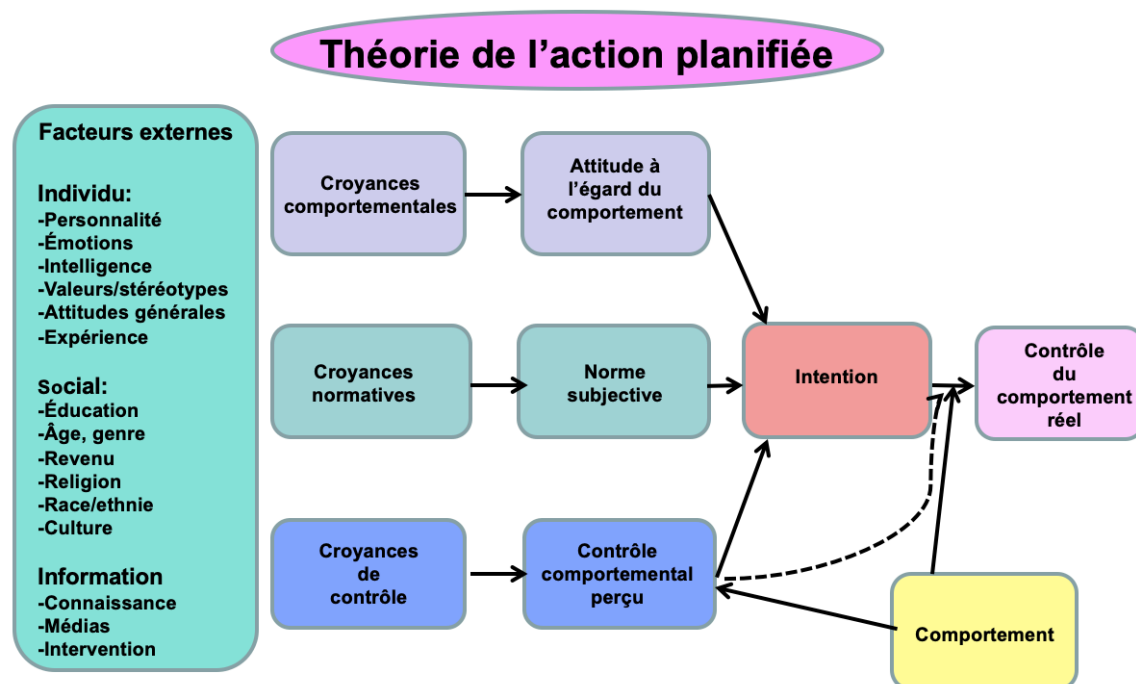 Théorie de l’action planifiée
Facteurs externes
Individu:
-Personnalité
-Émotions
-Intelligence
-Valeurs/stéréotypes
-Attitudes générales
-Expérience
Social:
-Éducation
-Âge, genre
-Revenu
-Religion
-Race/ethnie
-Culture
Information
-Connaissance
-Médias
-Intervention
Croyances
comportementales
Attitude à
l’égard du
comportement
Croyances
normatives
Norme
subjective
Intention
Contrôle
du
comportement
réel
Croyances
de
contrôle
Contrôle
comportemental
perçu
Comportement